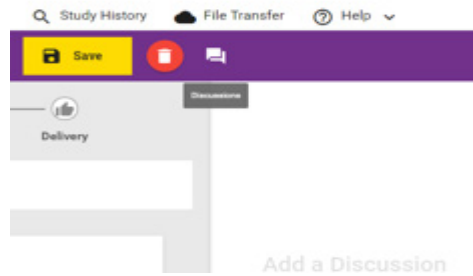 Study History File Transfer Help
Save
Discussions
Delivery
Add a Discussion